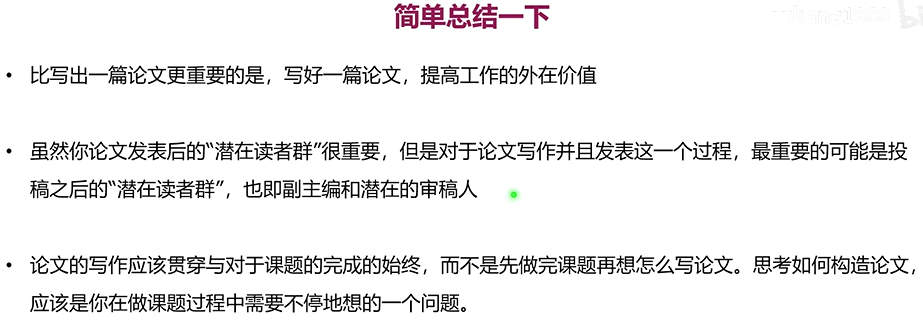 简单总结一下
• 比写出一篇论文更重要的是，写好一篇论文，提高工作的外在价值
• 虽然你论文发表后的“潜在读者群”很重要，但是对于论文写作并且发表这一个过程，最重要的可能是投
稿之后的“潜在读者群”，也即副主编和潜在的审稿人
• 论文的写作应该贯穿与对于课题的完成的始终，而不是先做完课题再想怎么写论文。思考如何构造论文，
应该是你在做课题过程中需要不停地想的一个问题。